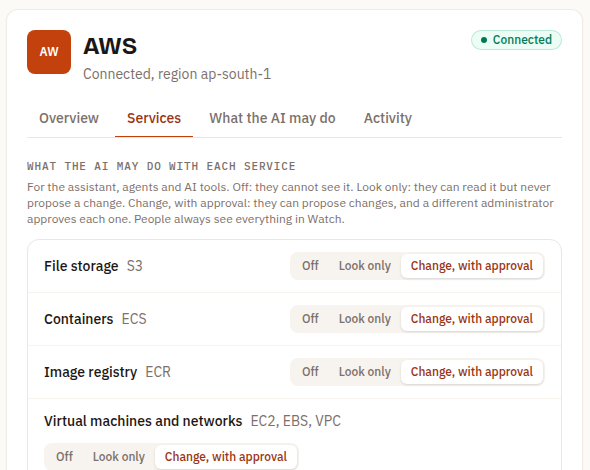 AW
AWS
Connected
Connected, region ap-south-1
Overview Services What the AI may do Activity
WHAT THE AI MAY DO WITH EACH SERVICE
For the assistant, agents and AI tools. Off: they cannot see it. Look only: they can read it but never
propose a change. Change, with approval: they can propose changes, and a different administrator
approves each one. People always see everything in Watch.
File storage S3 Off Look only Change, with approval
Containers ECS Off Look only Change, with approval
Image registry ECR Off Look only Change, with approval
Virtual machines and networks EC2, EBS, VPC
Off Look only Change, with approval